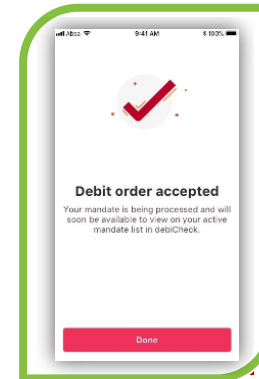 Absa 9:41 AM 100%
Debit order accepted
Your mandate is being processed and will
soon be available to view on your active
mandate list in debiCheck.
Done